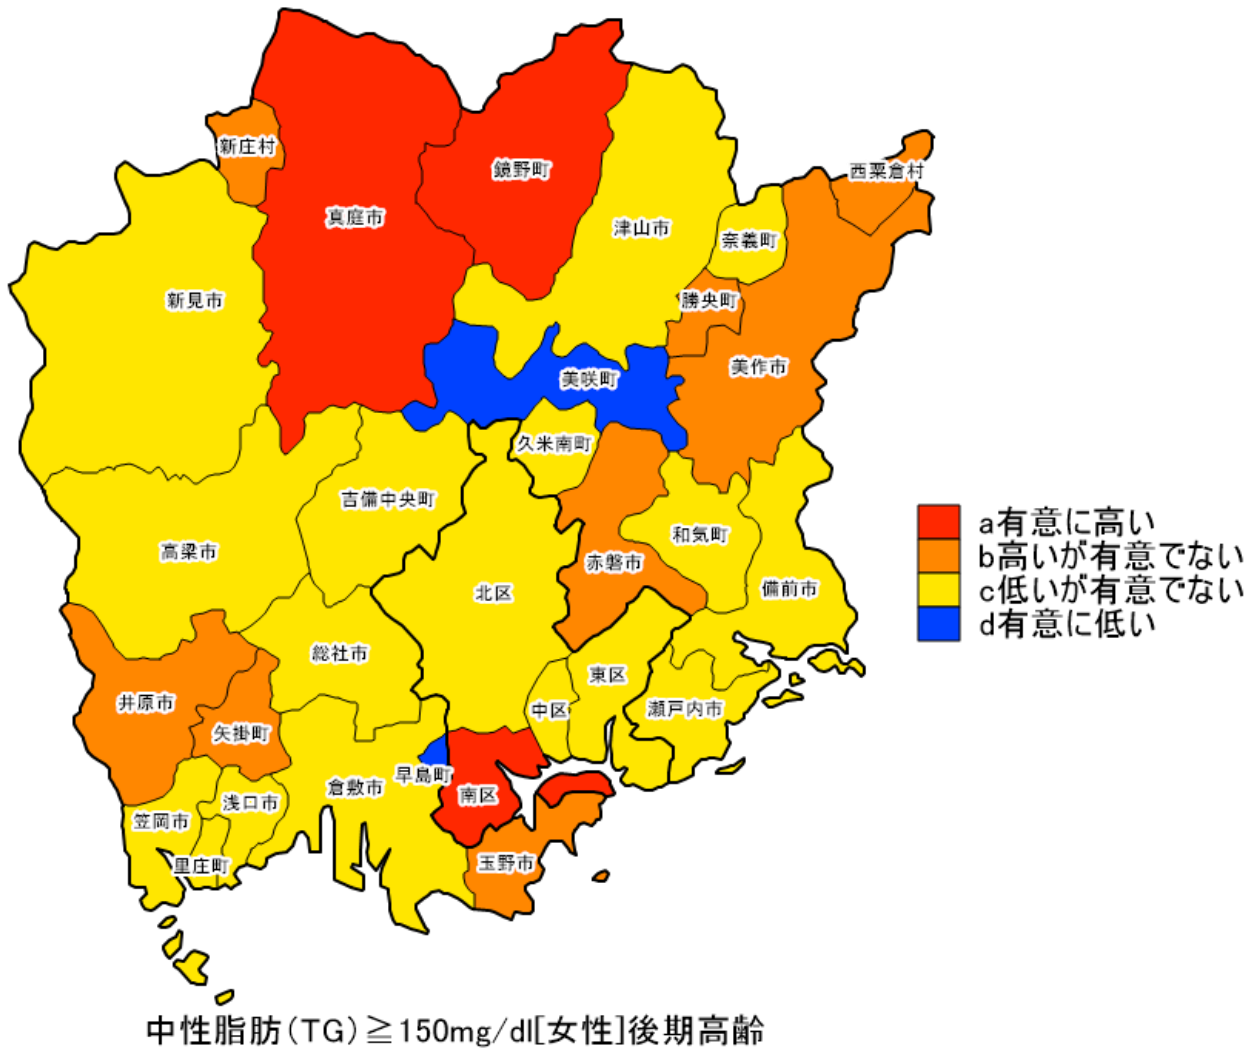 新庄村
鏡野町
西粟倉村
真庭市
津山市
奈義町
新見市
勝央町
美作市
美咲町
久米南町
吉備中央町
高梁市
和気町
赤磐市
北区
備前市
総社市
東区
井原市
中区
瀬戸内市
矢掛町
早島町
倉敷市
南区
浅口市
笠岡市
里庄町
玉野市
a有意に高い
b高いが有意でない
c低いが有意でない
d有意に低い
中性脂肪(TG)≧150mg/dl[女性]後期高齢